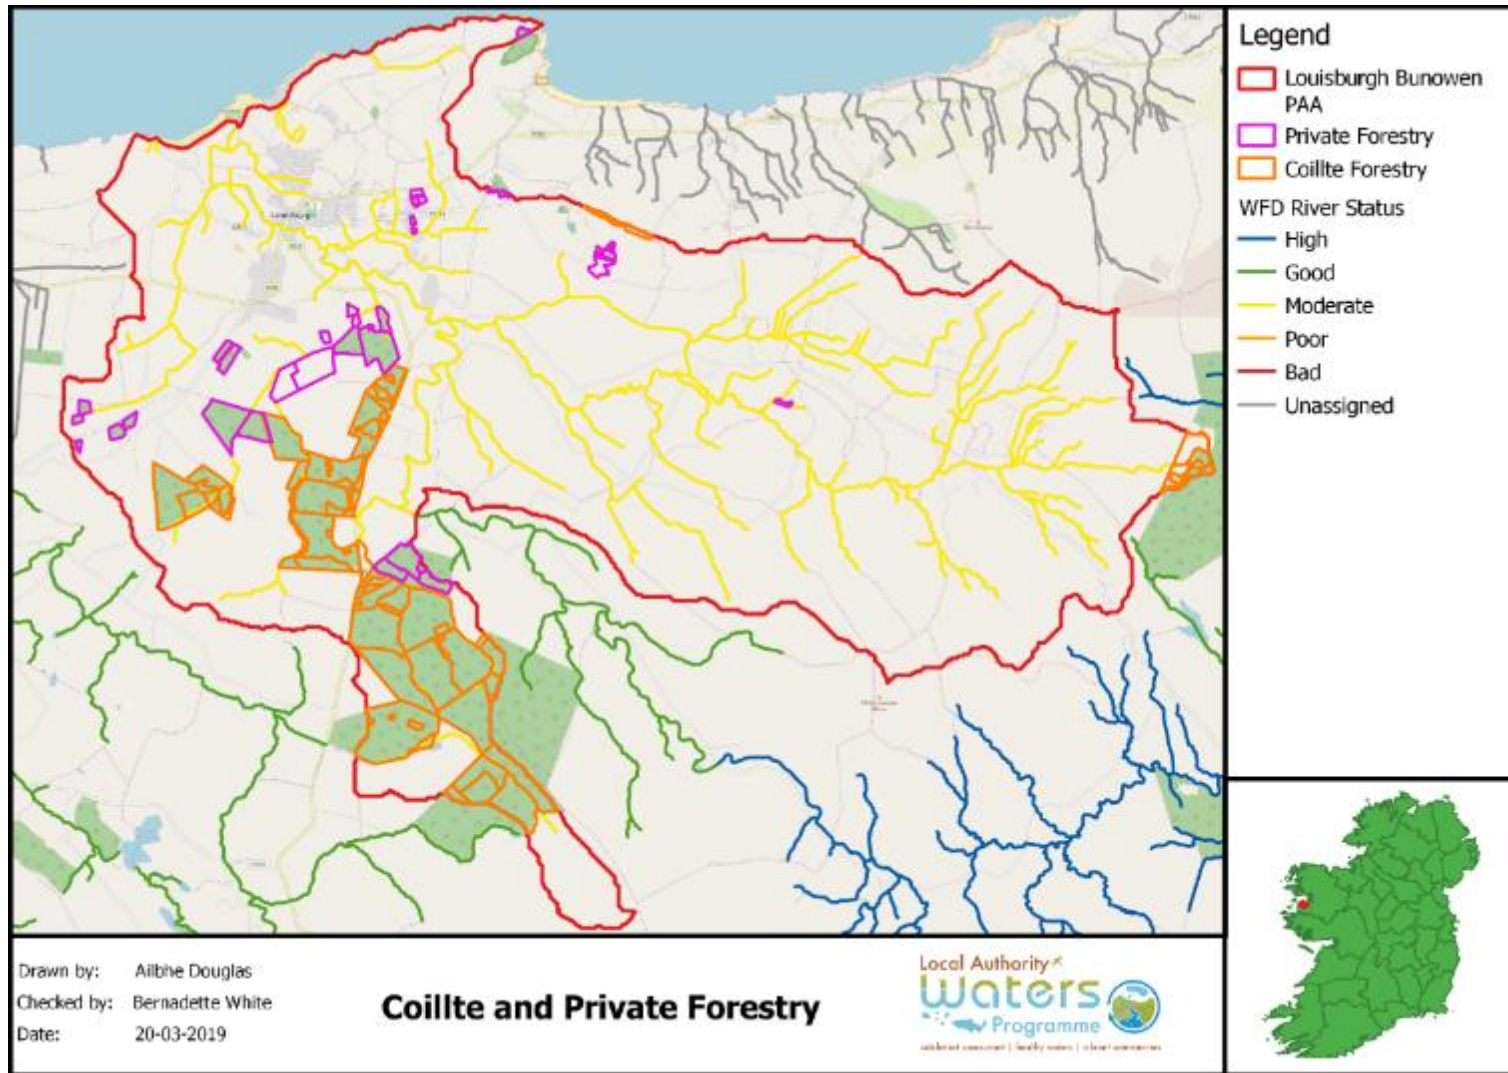 Legend
Louisburgh Bunowen
PAA
Private Forestry
Coillte Forestry
WFD River Status
High
Good
Moderate
Poor
Bad
Unassigned
Drawn by: Ailbhe Douglas
Checked by: Bernadette White
Date: 20-03-2019
Coillte and Private Forestry
Local Authority
Waters
Programme